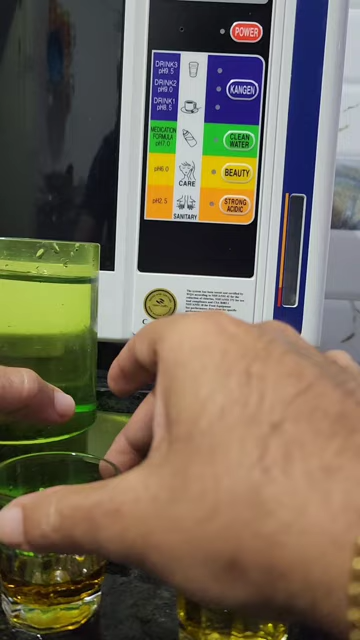 POWER
DRINK3
pH9.5
DRINK2
pH9.0
DRINK1
pH8.5
KANGEN
MEDICATION
FORMULA
pH7.0
CLEAN
WATER
pH6.0
BEAUTY
CARE
pH2.5
STRONG
ACIDIC
SANITARY